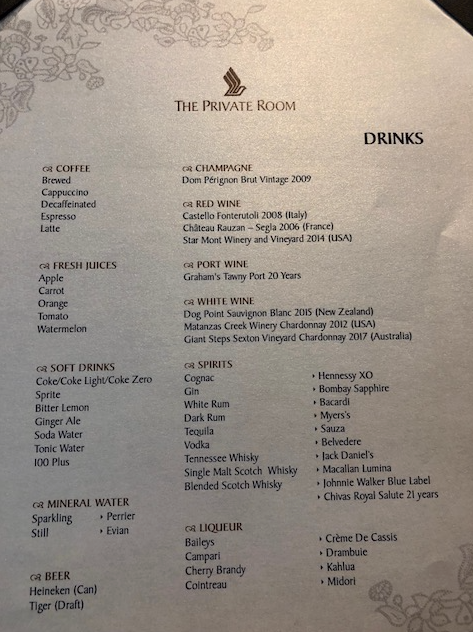 THE PRIVATE ROOM
DRINKS
COFFEE
Brewed
Cappuccino
Decaffeinated
Espresso
Latte
FRESH JUICES
Apple
Carrot
Orange
Tomato
Watermelon
SOFT DRINKS
Coke/Coke Light/Coke Zero
Sprite
Bitter Lemon
Ginger Ale
Soda Water
Tonic Water
100 Plus
MINERAL WATER
Sparkling Perrier
Still Evian
BEER
Heineken (Can)
Tiger (Draft)
CHAMPAGNE
Dom Pérignon Brut Vintage 2009
RED WINE
Castello Fonterutoli 2008 (Italy)
Château Rauzan – Segla 2006 (France)
Star Mont Winery and Vineyard 2014 (USA)
PORT WINE
Graham's Tawny Port 20 Years
WHITE WINE
Dog Point Sauvignon Blanc 2015 (New Zealand)
Matanzas Creek Winery Chardonnay 2012 (USA)
Giant Steps Sexton Vineyard Chardonnay 2017 (Australia)
SPIRITS
Cognac Hennessy XO
Gin Bombay Sapphire
White Rum Bacardi
Dark Rum Myers's
Tequila Sauza
Vodka Belvedere
Tennessee Whisky Jack Daniel's
Single Malt Scotch Whisky Macallan Lumina
Blended Scotch Whisky Johnnie Walker Blue Label
Chivas Royal Salute 21 years
LIQUEUR
Baileys Crème De Cassis
Campari Drambuie
Cherry Brandy Kahlua
Cointreau Midori